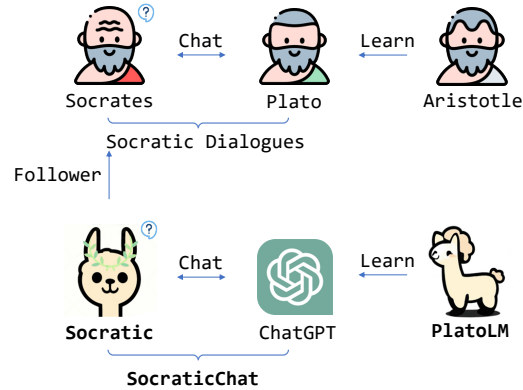 ?
Chat
Learn
Socrates
Plato
Aristotle
Socratic Dialogues
Follower
?
Chat
Learn
Socratic
ChatGPT
PlatoLM
SocraticChat